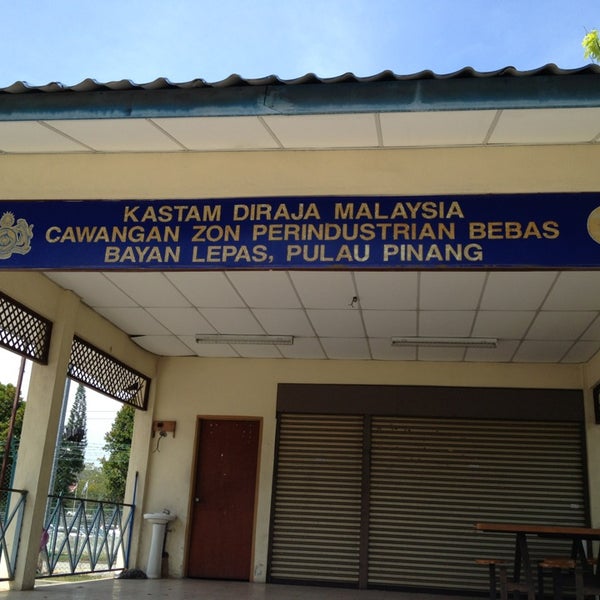 KASTAM DIRAJA MALAYSIA
CAWANGAN ZON PERINDUSTRIAN BEBAS
BAYAN LEPAS, PULAU PINANG